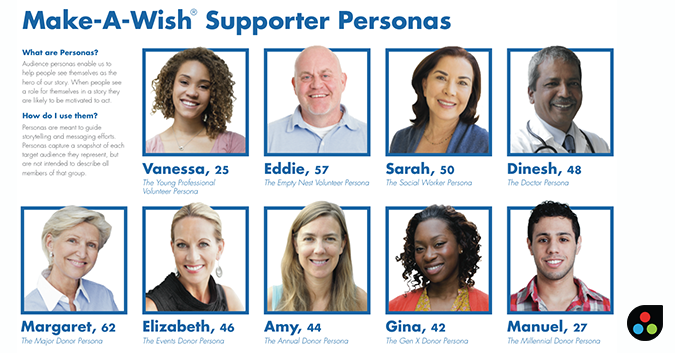 Make-A-Wish® Supporter Personas
What are Personas?
Audience personas enable us to
help people see themselves as the
hero of our story. When people see
a role for themselves in a story they
are likely to be motivated to act.
How do I use them?
Personas are meant to guide
storytelling and messaging efforts.
Personas capture a snapshot of each
target audience they represent, but
are not intended to describe all
members of that group.
Vanessa, 25
The Young Professional
Volunteer Persona
Eddie, 57
The Empty Nest Volunteer Persona
Sarah, 50
The Social Worker Persona
Dinesh, 48
The Doctor Persona
Margaret, 62
The Major Donor Persona
Elizabeth, 46
The Events Donor Persona
Amy, 44
The Annual Donor Persona
Gina, 42
The Gen X Donor Persona
Manuel, 27
The Millennial Donor Persona